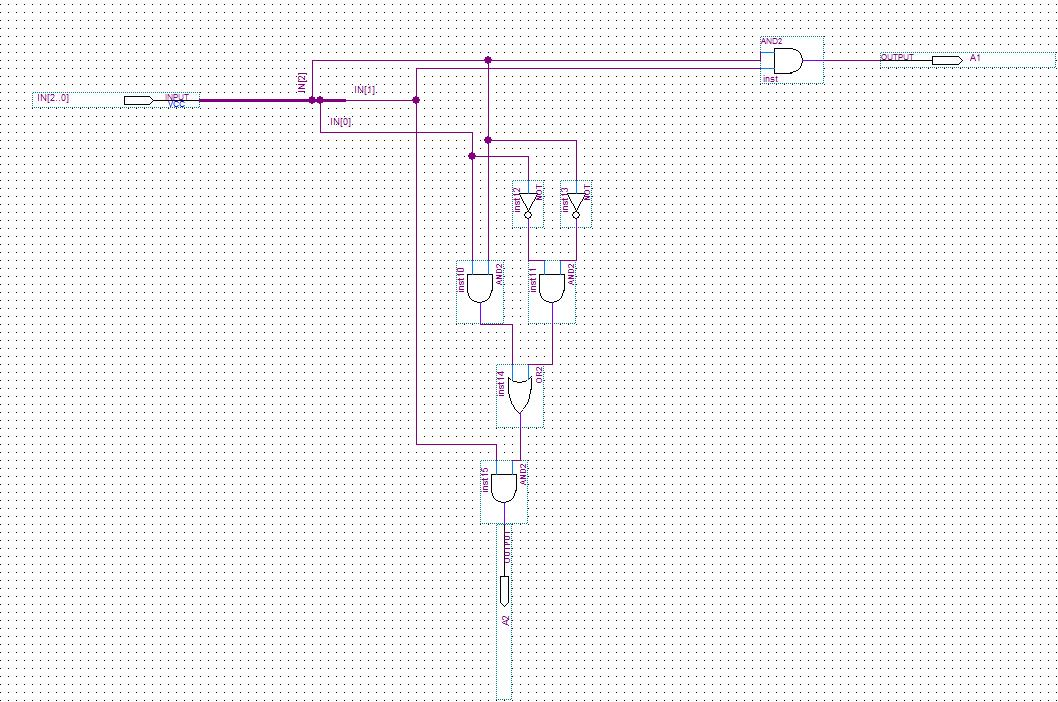 AND2
OUTPUT
A1
inst
IN[2..0]
INPUT
VCC
IN[2]
IN[1]
IN[0]
inst12
NOT
inst13
NOT
inst10
AND2
inst11
AND2
inst14
OR2
inst15
AND2
OUTPUT
A2